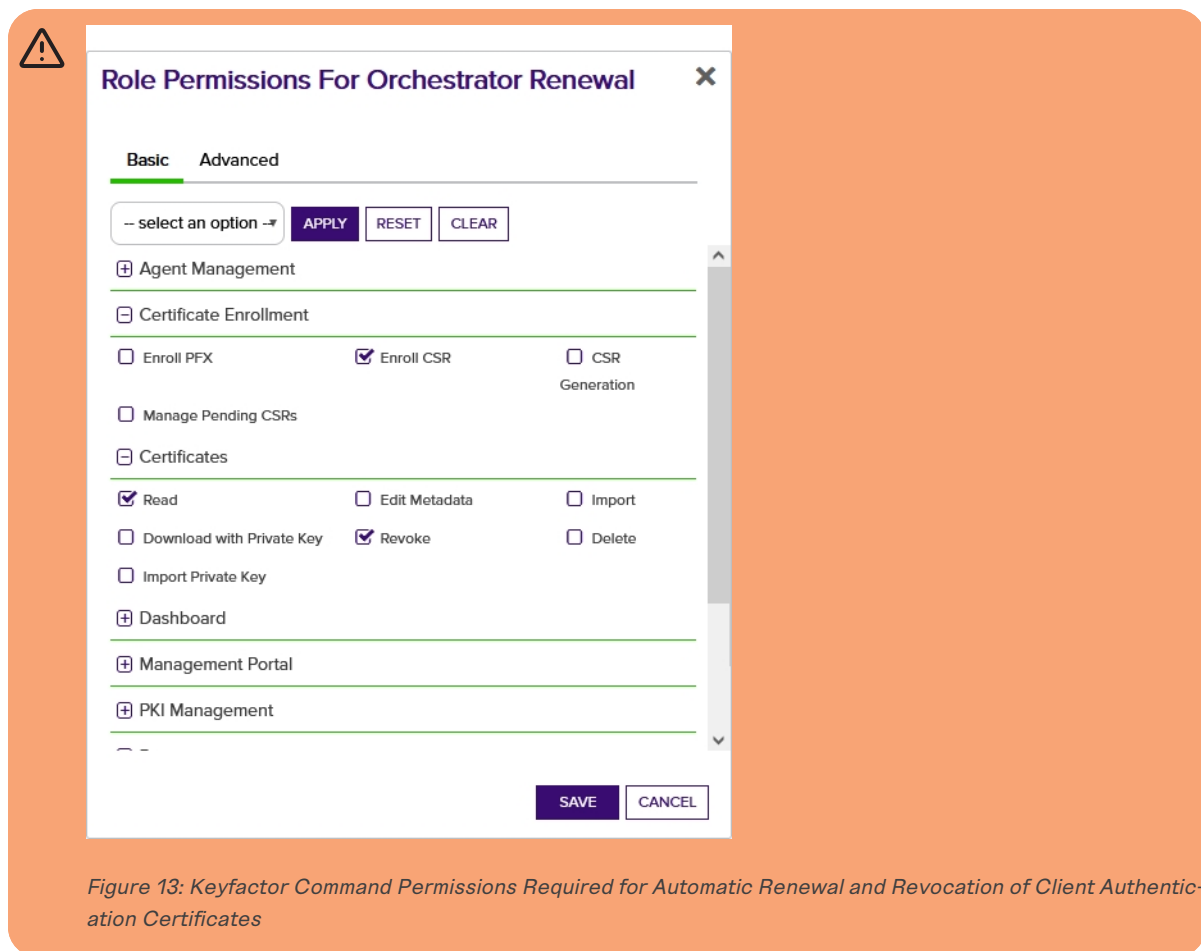 Role Permissions For Orchestrator Renewal
Basic Advanced
-- select an option -- APPLY RESET CLEAR
Agent Management
Certificate Enrollment
Enroll PFX Enroll CSR CSR
Generation
Manage Pending CSRs
Certificates
Read Edit Metadata Import
Download with Private Key Revoke Delete
Import Private Key
Dashboard
Management Portal
PKI Management
SAVE CANCEL
Figure 13: Keyfactor Command Permissions Required for Automatic Renewal and Revocation of Client Authentic-
ation Certificates